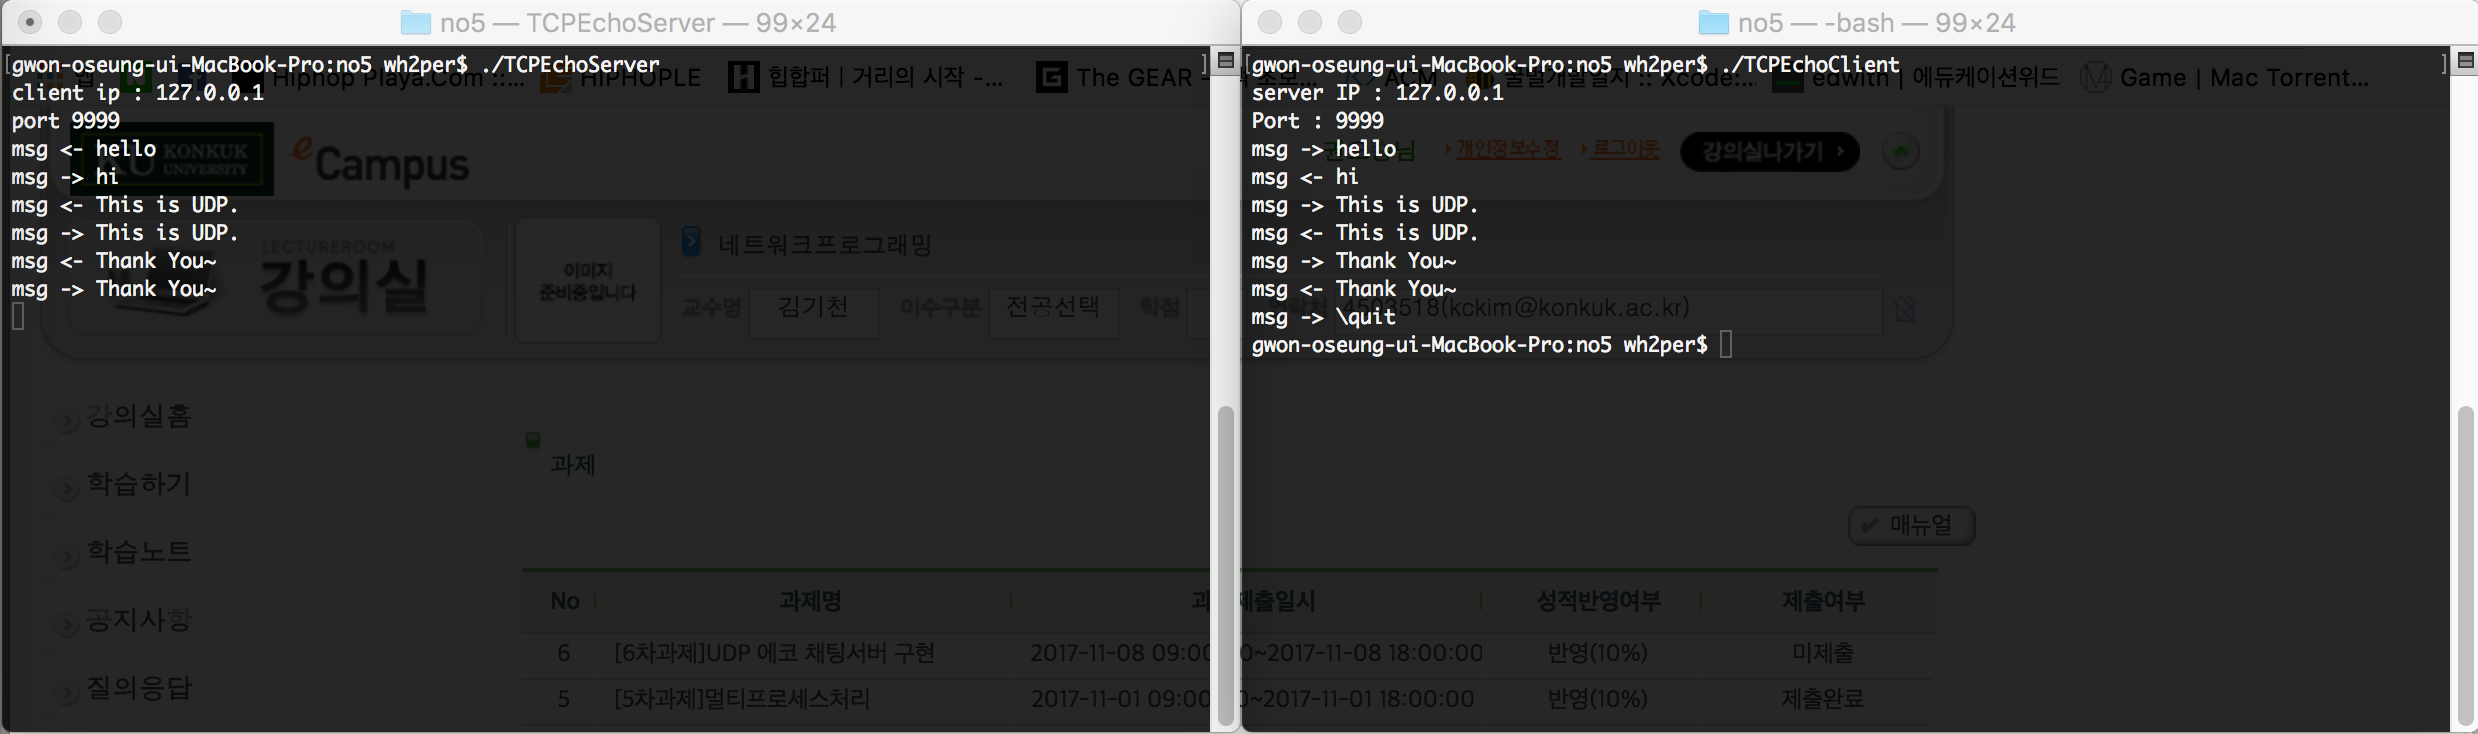 no5 — TCPEchoServer — 99×24
gwon-oseung-ui-MacBook-Pro:no5 wh2per$ ./TCPEchoServer
client ip : 127.0.0.1
port 9999
msg <- hello
msg -> hi
msg <- This is UDP.
msg -> This is UDP.
msg <- Thank You~
msg -> Thank You~
no5 — -bash — 99×24
gwon-oseung-ui-MacBook-Pro:no5 wh2per$ ./TCPEchoClient
server IP : 127.0.0.1
Port : 9999
msg -> hello
msg <- hi
msg -> This is UDP.
msg <- This is UDP.
msg -> Thank You~
msg <- Thank You~
msg -> \quit
gwon-oseung-ui-MacBook-Pro:no5 wh2per$
앱 Hiphop Playa.Com ::... HIPHOPLE 힙합퍼 | 거리의 시작 -... The GEAR - ACM 꿀벌개발일지 :: Xcode:... edwith | 에듀케이션위드 Game | Mac Torrent...
KU KONKUK UNIVERSITY eCampus
개인정보수정 로그아웃 강의실나가기
LECTUREROOM
강의실
이미지
준비중입니다
네트워크프로그래밍
교수명 김기천 이수구분 전공선택 학점 4503518(kckim@konkuk.ac.kr)
강의실홈
학습하기
학습노트
공지사항
질의응답
과제
매뉴얼
No 과제명 제출일시 성적반영여부 제출여부
6 [6차과제]UDP 에코 채팅서버 구현 2017-11-08 09:00 0~2017-11-08 18:00:00 반영(10%) 미제출
5 [5차과제]멀티프로세스처리 2017-11-01 09:00 0~2017-11-01 18:00:00 반영(10%) 제출완료